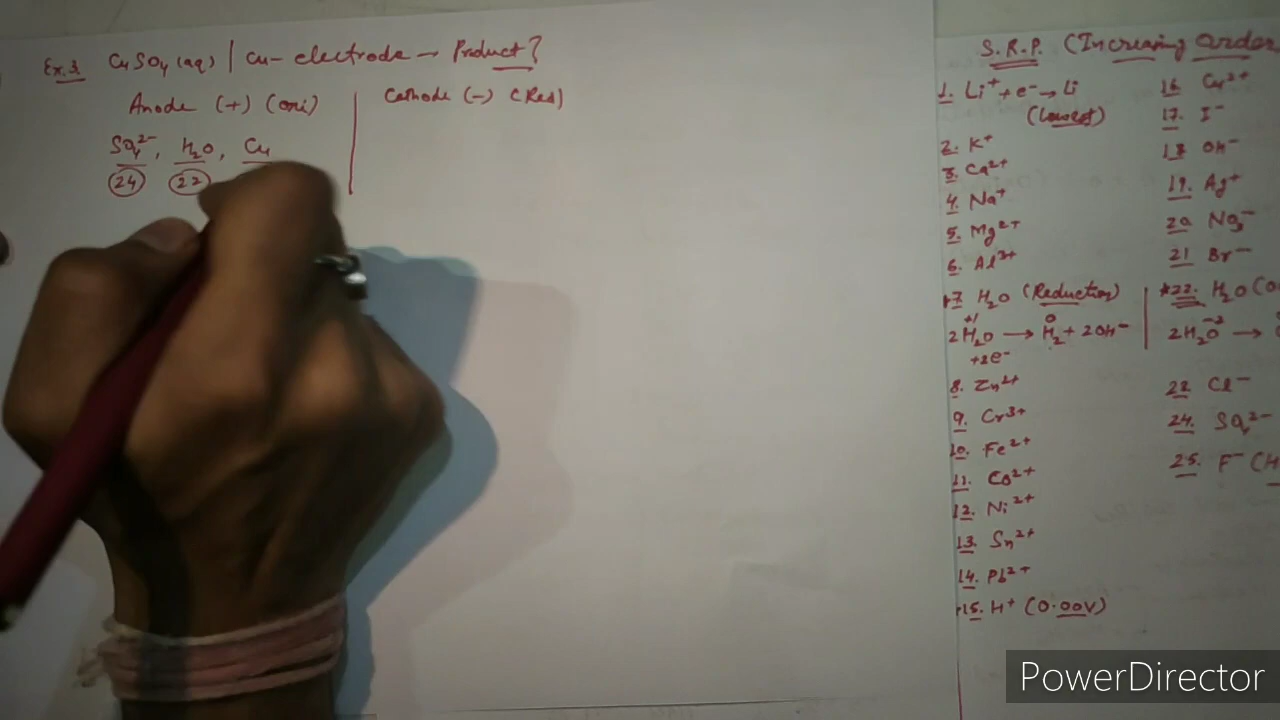 Ex.3. CuSO4(aq) | Cu-electrode → Product?
Anode (+) (oxi)
Cathode (-) (Red)
SO4^2-, H2O, Cu
24 22
S.R.P. (Increasing order
1. Li+ + e- → Li
(Lowest)
2. K+
3. Ca2+
4. Na+
5. Mg2+
6. Al3+
*7. H2O (Reduction)
+1 0
2H2O → H2 + 2OH-
+2e-
8. Zn2+
9. Cr3+
10. Fe2+
11. Co2+
12. Ni2+
13. Sn2+
14. Pb2+
*15. H+ (0.00V)
16. Cu2+
17. I-
18 OH-
19. Ag+
20 NO3-
21 Br-
*22. H2O (O
-2
2H2O →
Cl-
24. SO4^2-
25. F- (H
PowerDirector